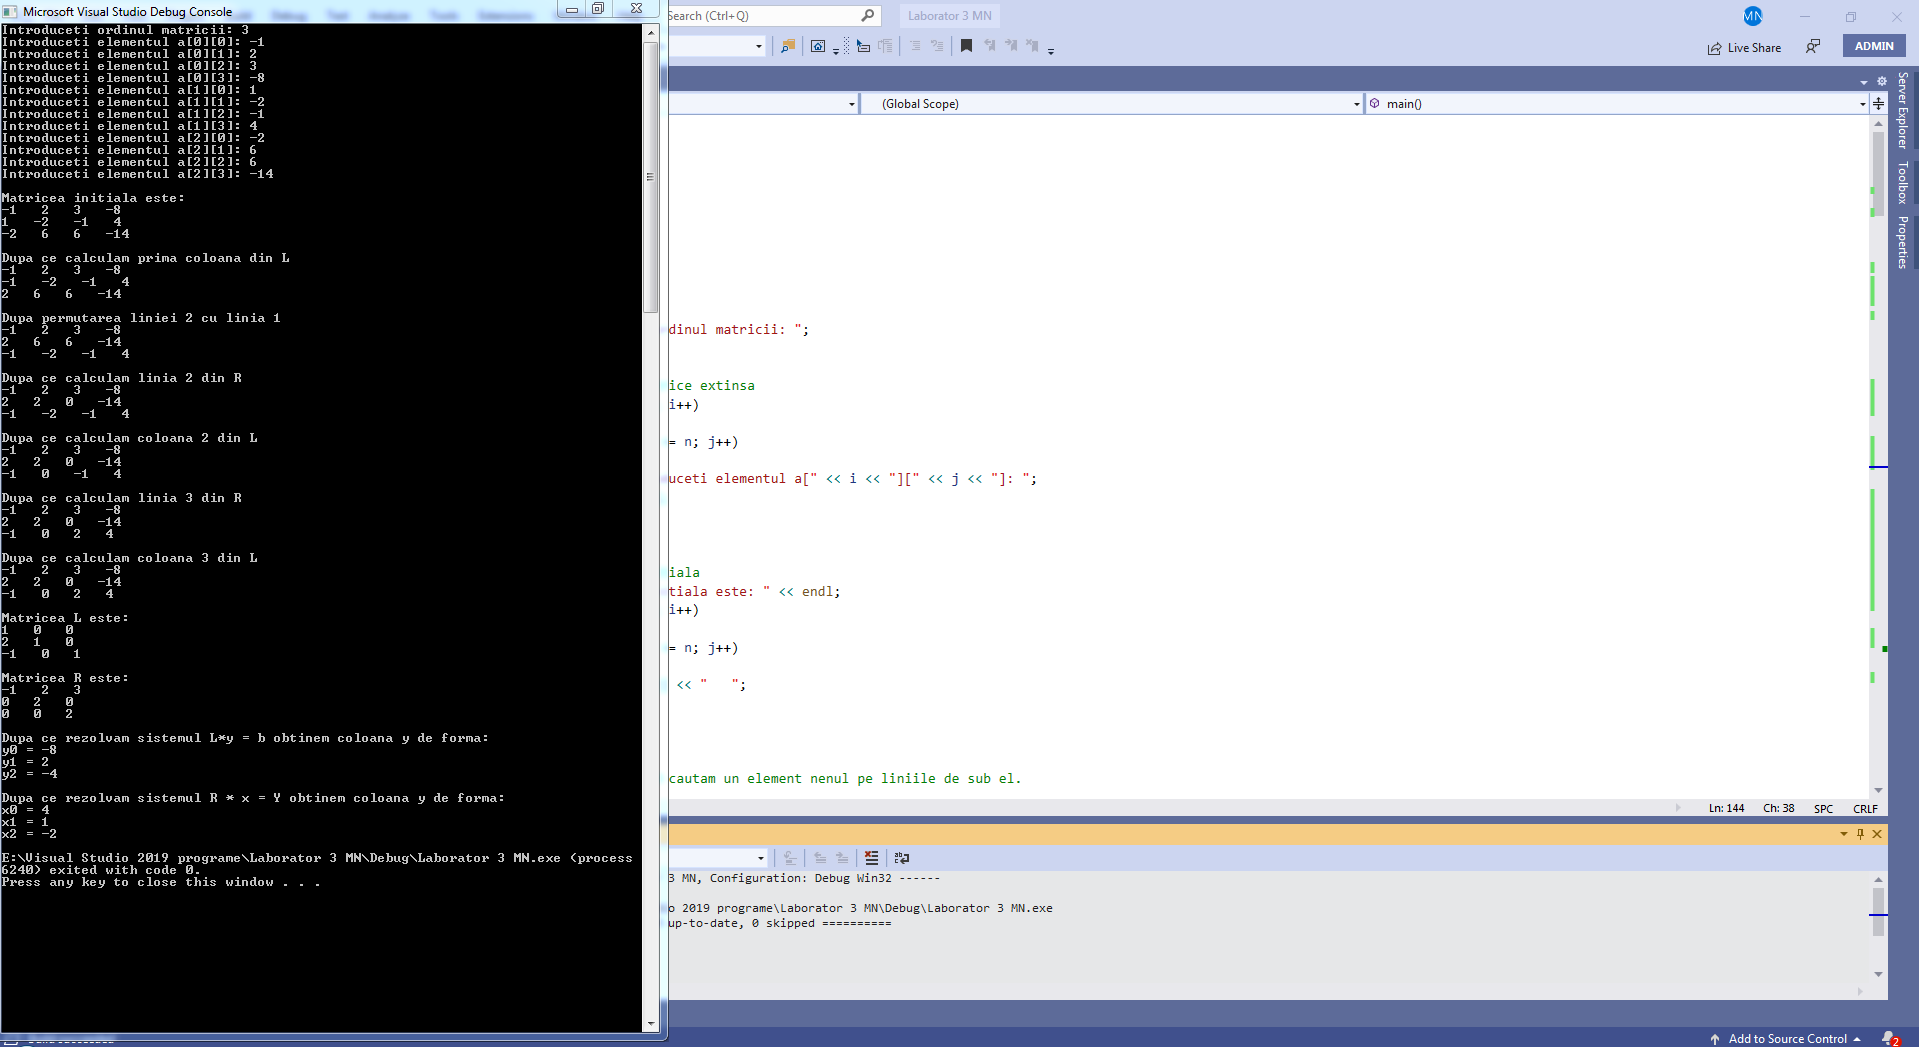 Microsoft Visual Studio Debug Console
Introduceti ordinul matricii: 3
Introduceti elementul a[0][0]: -1
Introduceti elementul a[0][1]: 2
Introduceti elementul a[0][2]: 3
Introduceti elementul a[0][3]: -8
Introduceti elementul a[1][0]: 1
Introduceti elementul a[1][1]: -2
Introduceti elementul a[1][2]: -1
Introduceti elementul a[1][3]: 4
Introduceti elementul a[2][0]: -2
Introduceti elementul a[2][1]: 6
Introduceti elementul a[2][2]: 6
Introduceti elementul a[2][3]: -14
Matricea initiala este:
-1 2 3 -8
1 -2 -1 4
-2 6 6 -14
Dupa ce calculam prima coloana din L
-1 2 3 -8
-1 -2 -1 4
2 6 6 -14
Dupa permutarea liniei 2 cu linia 1
-1 2 3 -8
2 6 6 -14
-1 -2 -1 4
Dupa ce calculam linia 2 din R
-1 2 3 -8
2 2 0 -14
-1 -2 -1 4
Dupa ce calculam coloana 2 din L
-1 2 3 -8
2 2 0 -14
-1 0 -1 4
Dupa ce calculam linia 3 din R
-1 2 3 -8
2 2 0 -14
-1 0 2 4
Dupa ce calculam coloana 3 din L
-1 2 3 -8
2 2 0 -14
-1 0 2 4
Matricea L este:
1 0 0
2 1 0
-1 0 1
Matricea R este:
-1 2 3
0 2 0
0 0 2
Dupa ce rezolvam sistemul L*y = b obtinem coloana y de forma:
y0 = -8
y1 = 2
y2 = -4
Dupa ce rezolvam sistemul R * x = Y obtinem coloana y de forma:
x0 = 4
x1 = 1
x2 = -2
E:\Visual Studio 2019 programe\Laborator 3 MN\Debug\Laborator 3 MN.exe (process
6240) exited with code 0.
Press any key to close this window . . .
Search (Ctrl+Q)
Laborator 3 MN
MN
Live Share
ADMIN
(Global Scope)
main()
dinul matricii: ";
ice extinsa
i++)
= n; j++)
uceti elementul a[" << i << "][" << j << "]: ";
iala
tiala este: " << endl;
i++)
= n; j++)
<< "   ";
cautam un element nenul pe liniile de sub el.
Ln: 144 Ch: 38 SPC CRLF
3 MN, Configuration: Debug Win32 ------
o 2019 programe\Laborator 3 MN\Debug\Laborator 3 MN.exe
up-to-date, 0 skipped ==========
Server Explorer
Toolbox
Properties
Add to Source Control
2